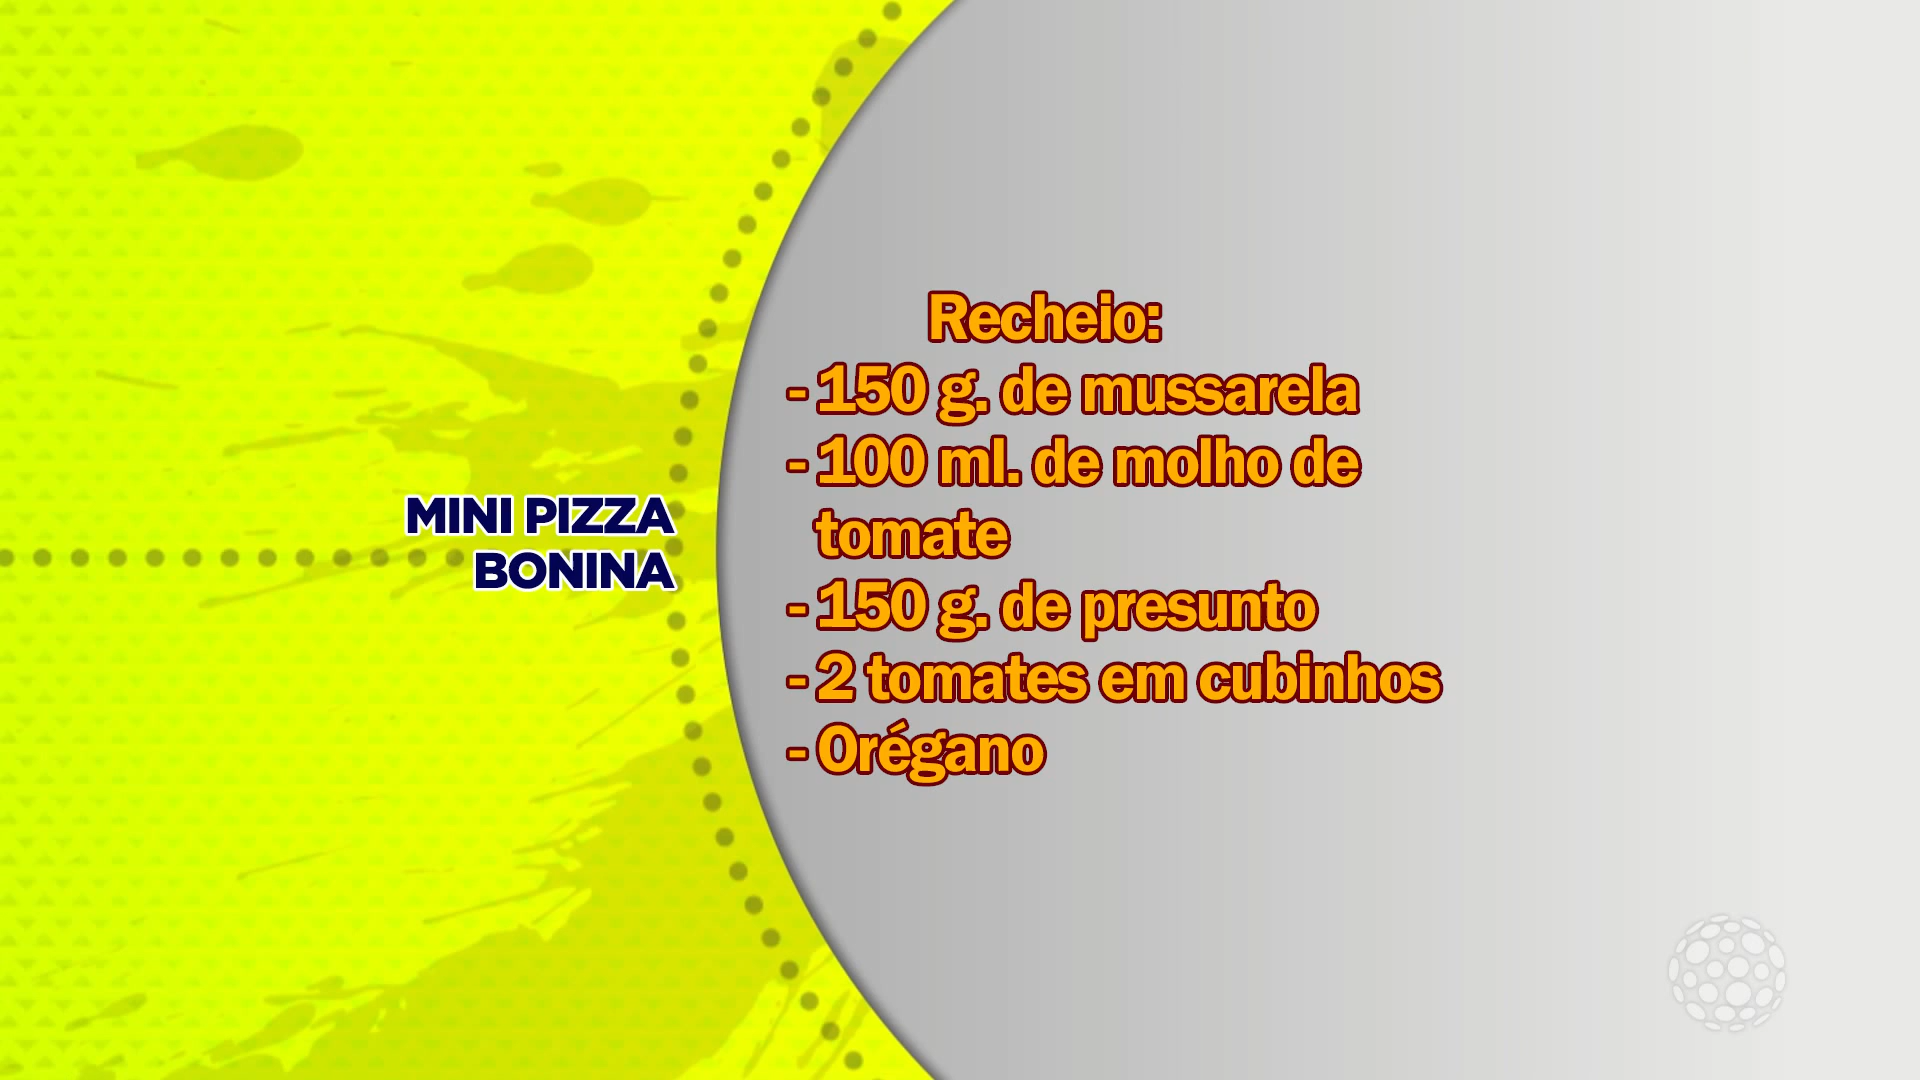 MINI PIZZA
BONINA
Recheio:
- 150 g. de mussarela
- 100 ml. de molho de
tomate
- 150 g. de presunto
- 2 tomates em cubinhos
- Orégano